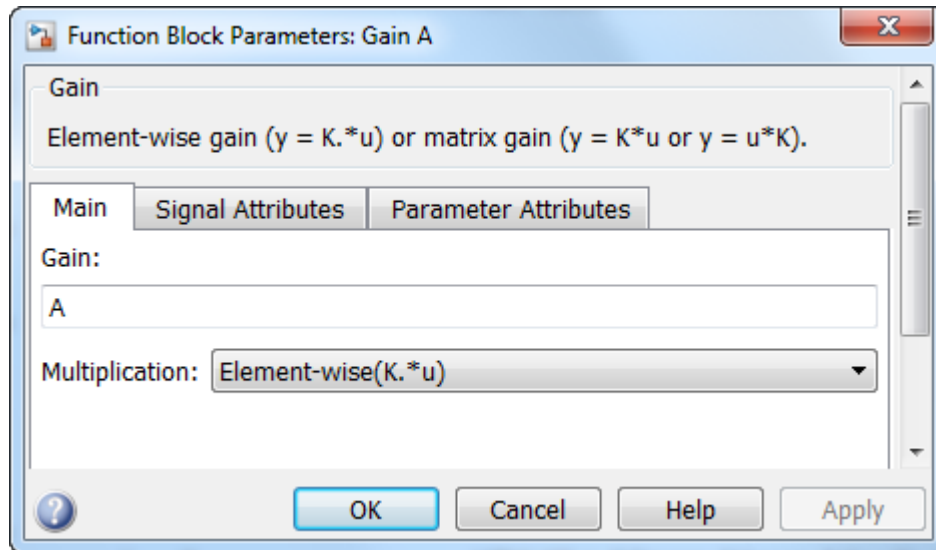 Function Block Parameters: Gain A
Gain
Element-wise gain (y = K.*u) or matrix gain (y = K*u or y = u*K).
Main Signal Attributes Parameter Attributes
Gain:
A
Multiplication: Element-wise(K.*u)
OK Cancel Help Apply